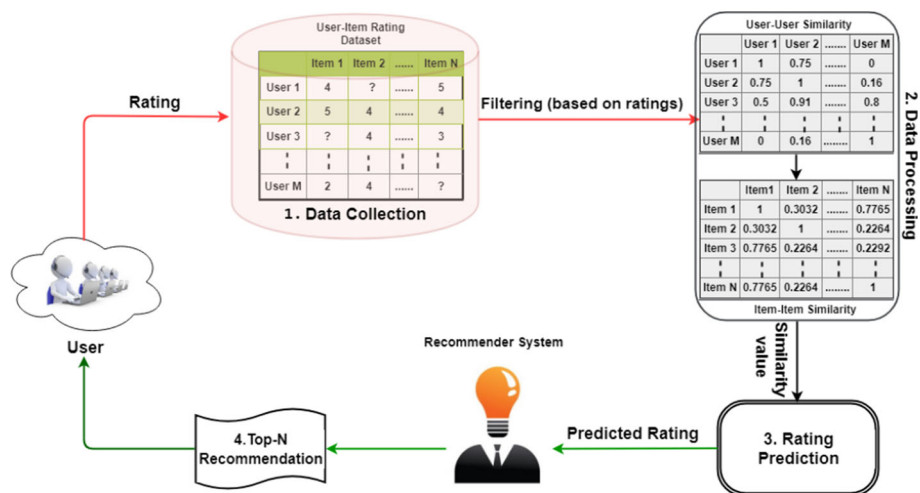 User-Item Rating
Dataset
Item 1 Item 2 ...... Item N
User 1 4 ? ...... 5
User 2 5 4 ...... 4
User 3 ? 4 ...... 3
User M 2 4 ...... ?
1. Data Collection
Rating
Filtering (based on ratings)
User-User Similarity
User 1 User 2 ....... User M
User 1 1 0.75 ....... 0
User 2 0.75 1 ....... 0.16
User 3 0.5 0.91 ....... 0.8
User M 0 0.16 ........ 1
2. Data Processing
Item1 Item 2 ........ Item N
Item 1 1 0.3032 ....... 0.7765
Item 2 0.3032 1 ........ 0.2264
Item 3 0.7765 0.2264 ....... 0.2292
Item N 0.7765 0.2264 ........ 1
Item-Item Similarity
Similarity
value
User
Recommender System
4.Top-N
Recommendation
Predicted Rating
3. Rating
Prediction